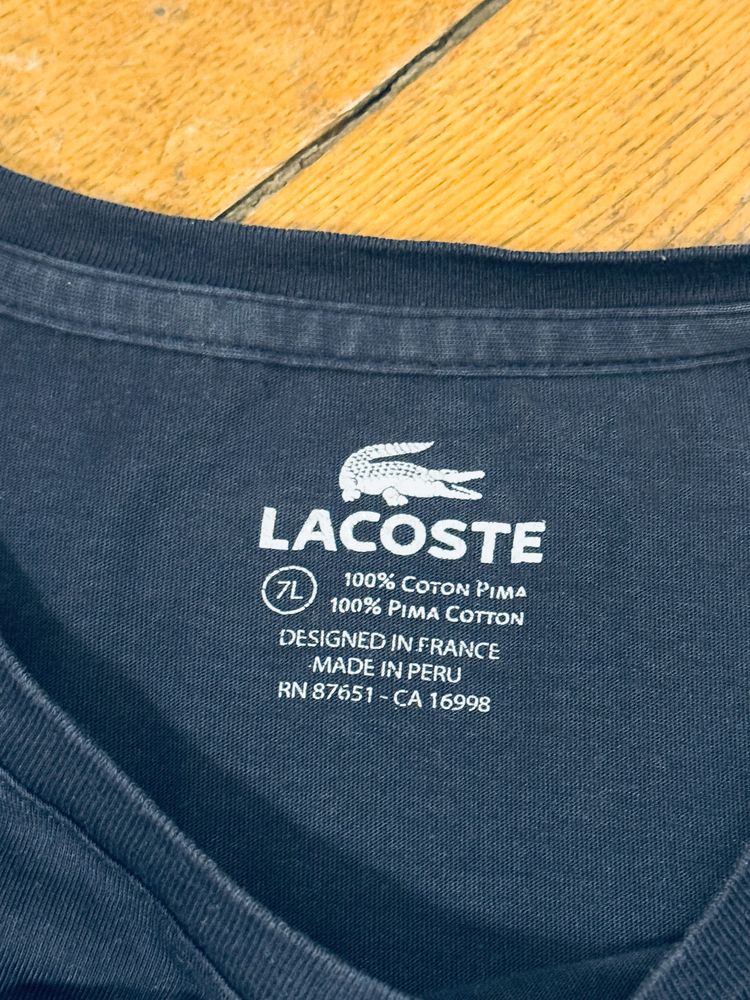 LACOSTE
7L
100% COTON PIMA
100% PIMA COTTON
DESIGNED IN FRANCE
MADE IN PERU
RN 87651 - CA 16998